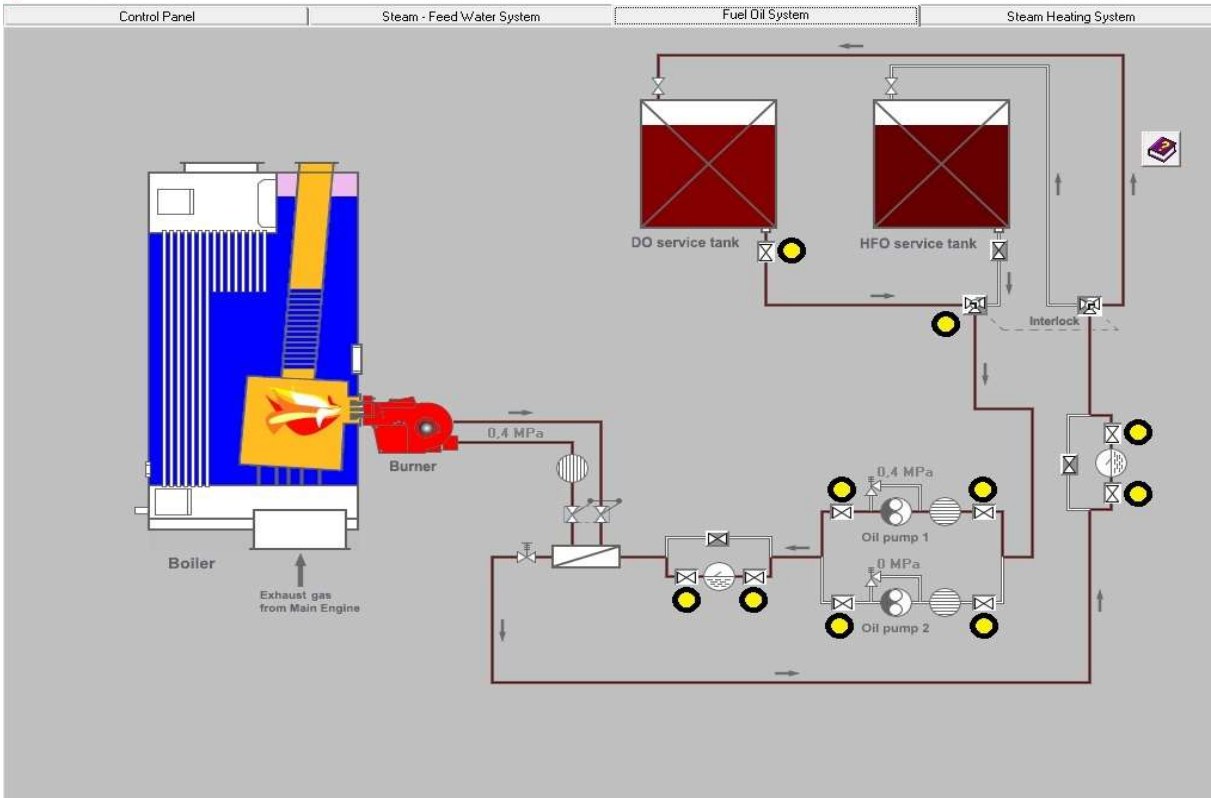 Control Panel
Steam - Feed Water System
Fuel Oil System
Steam Heating System
?
DO service tank
HFO service tank
Interlock
0,4 MPa
Burner
0,4 MPa
Oil pump 1
0 MPa
Oil pump 2
Boiler
Exhaust gas
from Main Engine